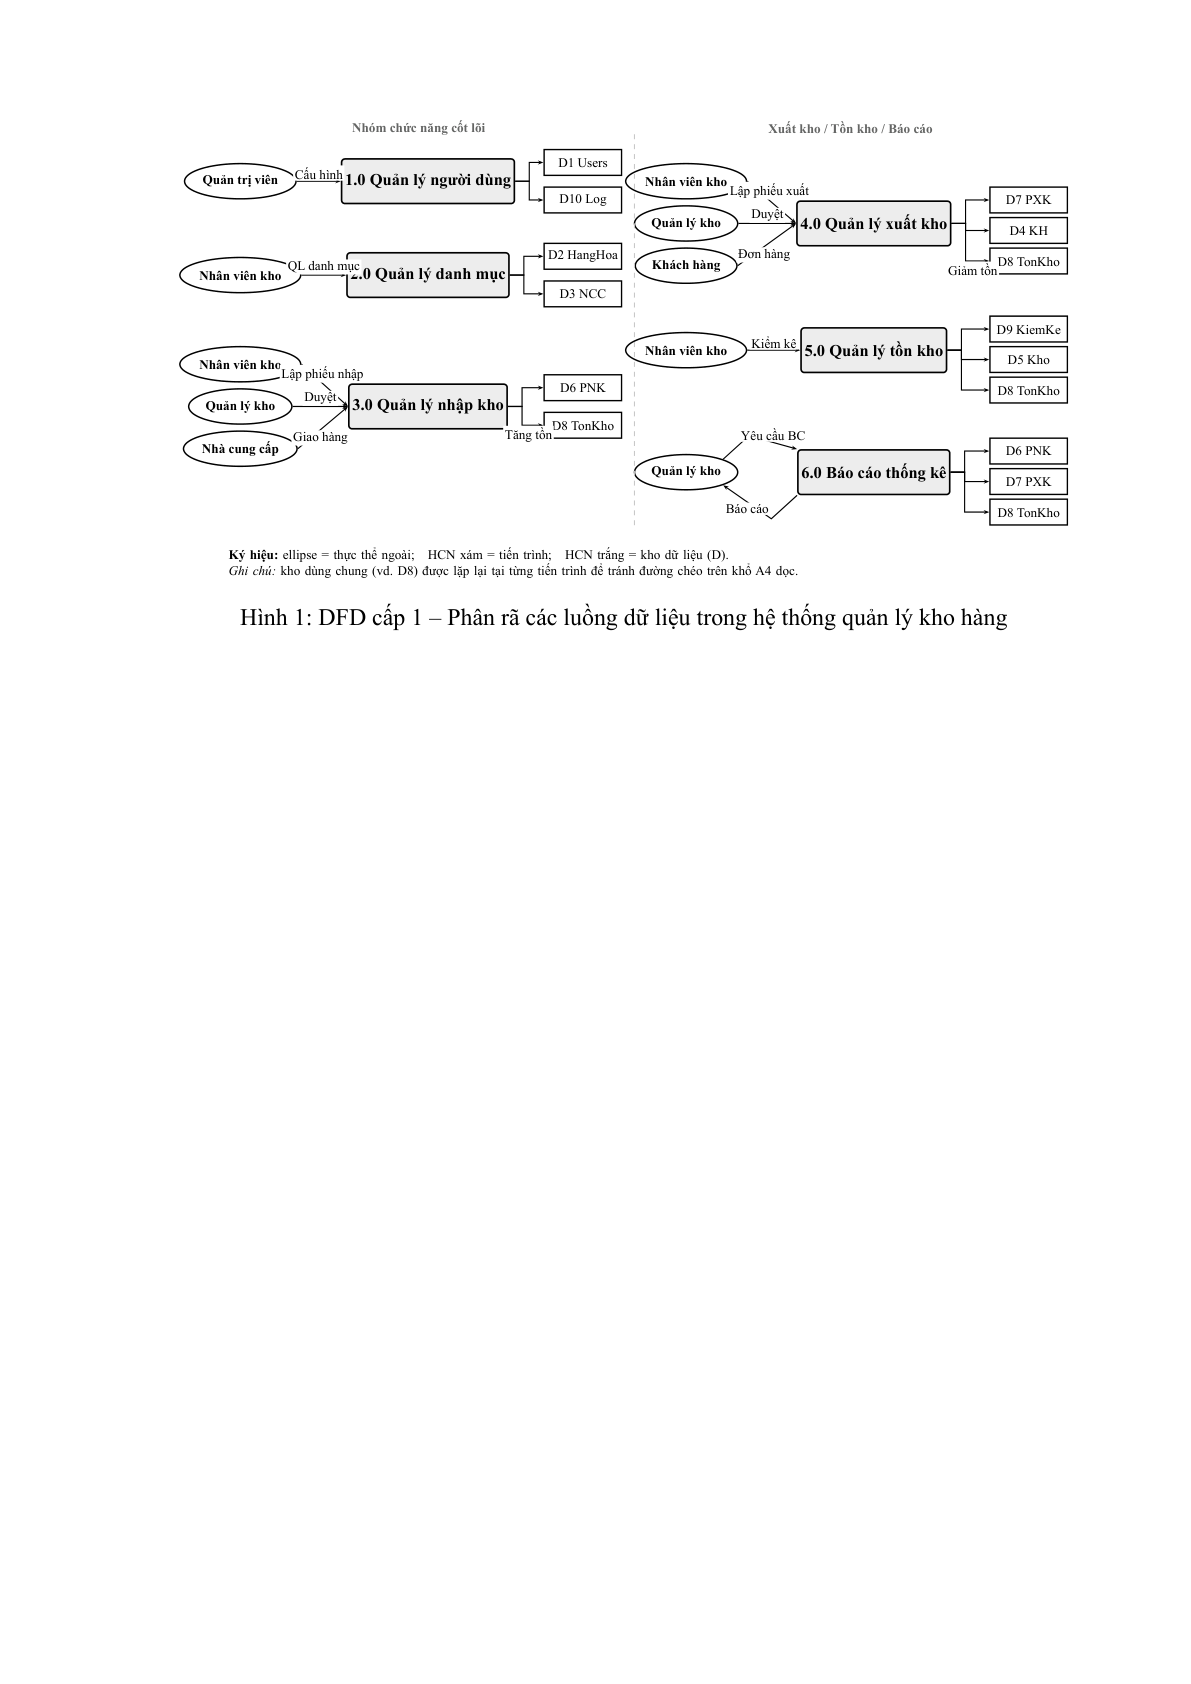 Nhóm chức năng cốt lõi
Quản trị viên
Cấu hình
1.0 Quản lý người dùng
D1 Users
D10 Log
Nhân viên kho
QL danh mục
2.0 Quản lý danh mục
D2 HangHoa
D3 NCC
Nhân viên kho
Lập phiếu nhập
Quản lý kho
Duyệt
Nhà cung cấp
Giao hàng
3.0 Quản lý nhập kho
D6 PNK
Tăng tồn
D8 TonKho
Xuất kho / Tồn kho / Báo cáo
Nhân viên kho
Lập phiếu xuất
Quản lý kho
Duyệt
Khách hàng
Đơn hàng
4.0 Quản lý xuất kho
D7 PXK
D4 KH
Giảm tồn
D8 TonKho
Nhân viên kho
Kiểm kê
5.0 Quản lý tồn kho
D9 KiemKe
D5 Kho
D8 TonKho
Quản lý kho
Yêu cầu BC
Báo cáo
6.0 Báo cáo thống kê
D6 PNK
D7 PXK
D8 TonKho
Ký hiệu: ellipse = thực thể ngoài; HCN xám = tiến trình; HCN trắng = kho dữ liệu (D).
Ghi chú: kho dùng chung (vd. D8) được lặp lại tại từng tiến trình để tránh đường chéo trên khổ A4 dọc.
Hình 1: DFD cấp 1 – Phân rã các luồng dữ liệu trong hệ thống quản lý kho hàng